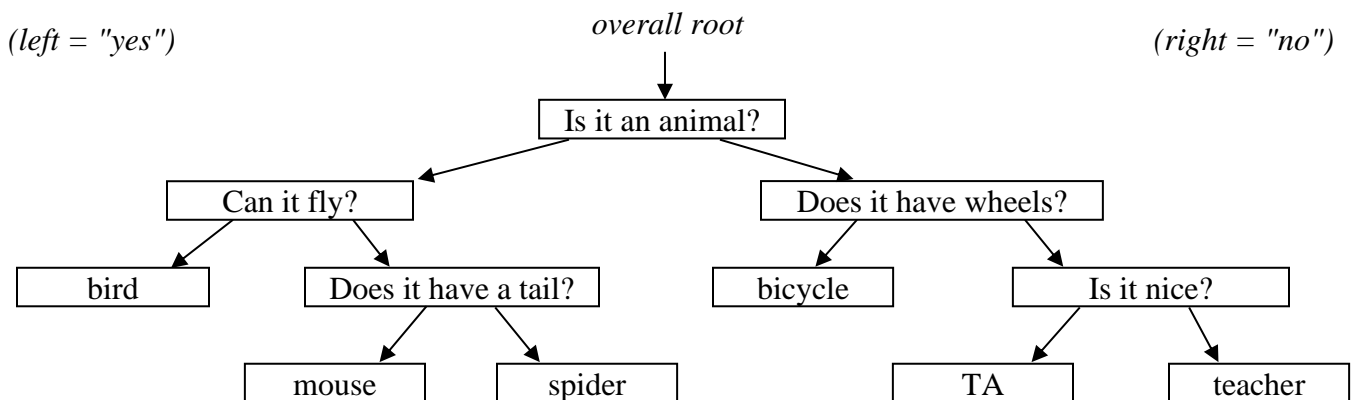 overall root
(left = "yes")
(right = "no")
Is it an animal?
Can it fly?
Does it have wheels?
bird
Does it have a tail?
bicycle
Is it nice?
mouse
spider
TA
teacher